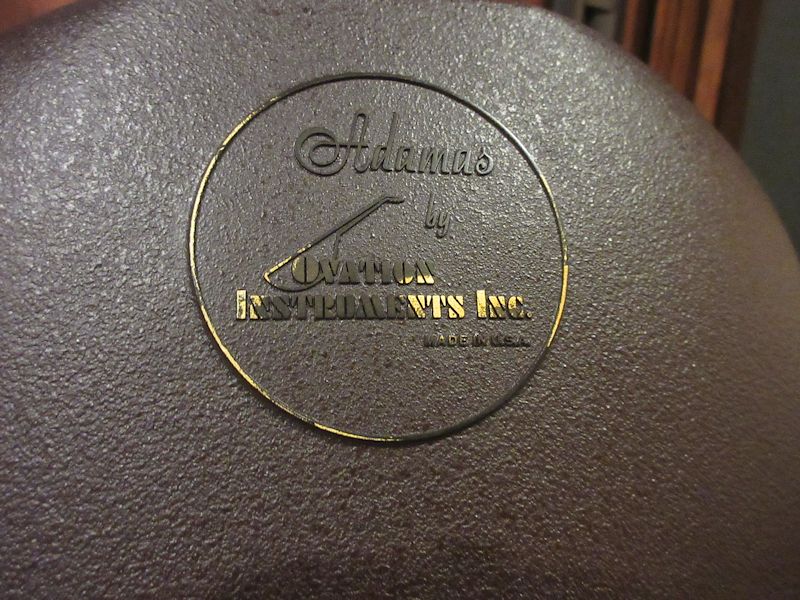 Adamas
by
OVATION
INSTRUMENTS INC.
MADE IN U.S.A.